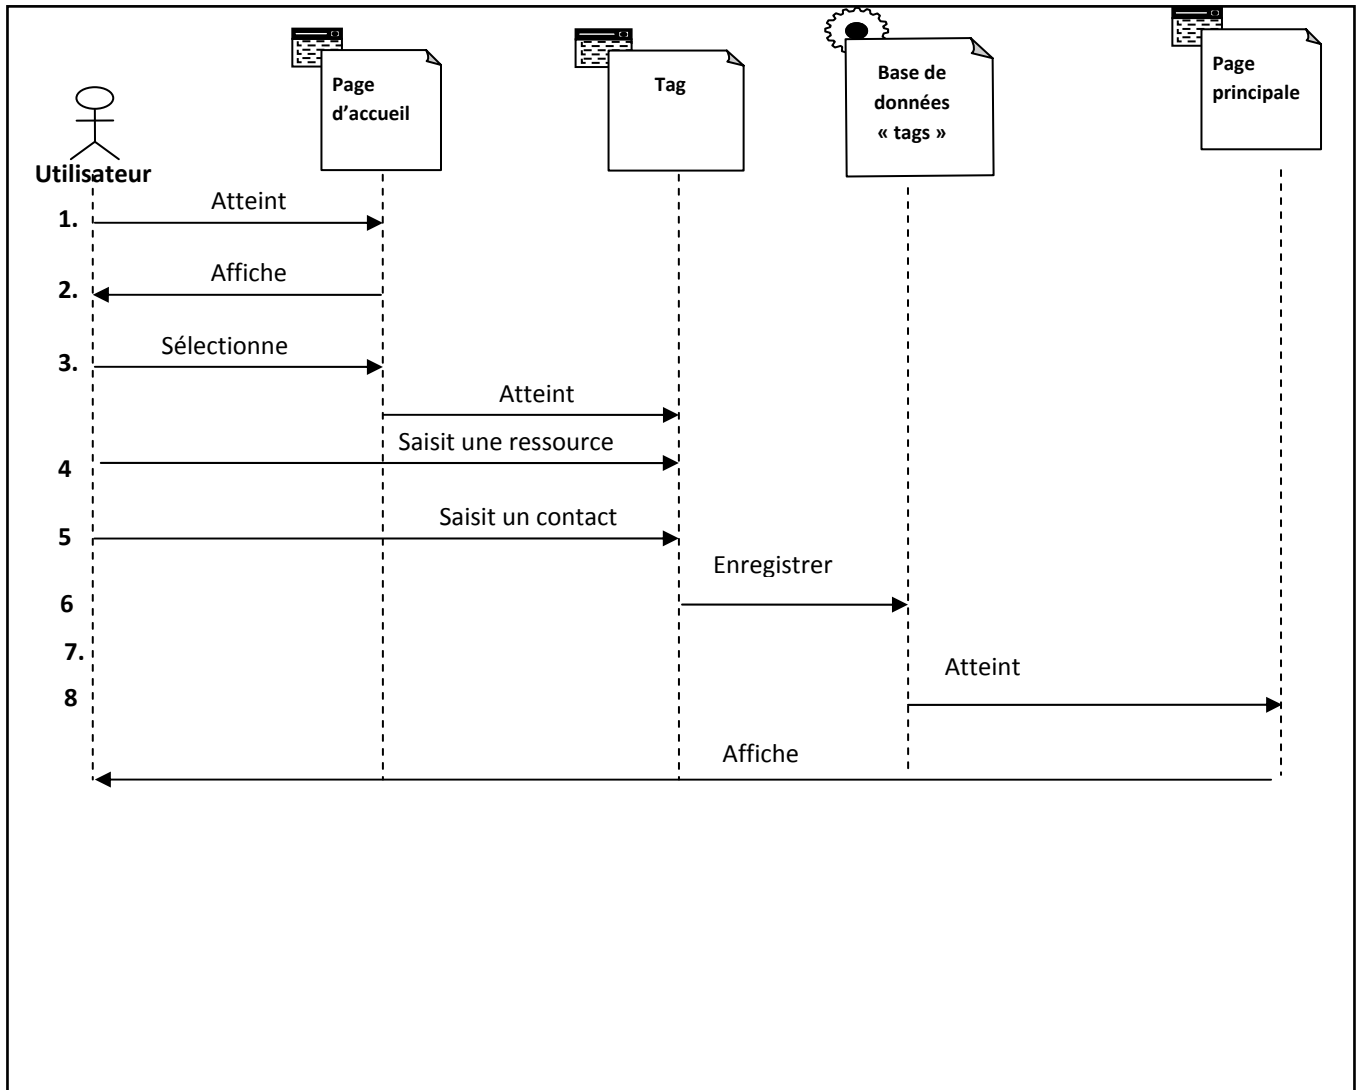 Page
d’accueil
Tag
Base de
données
« tags »
Page
principale
Utilisateur
1.
Atteint
2.
Affiche
3.
Sélectionne
Atteint
4
Saisit une ressource
5
Saisit un contact
Enregistrer
6
7.
Atteint
8
Affiche